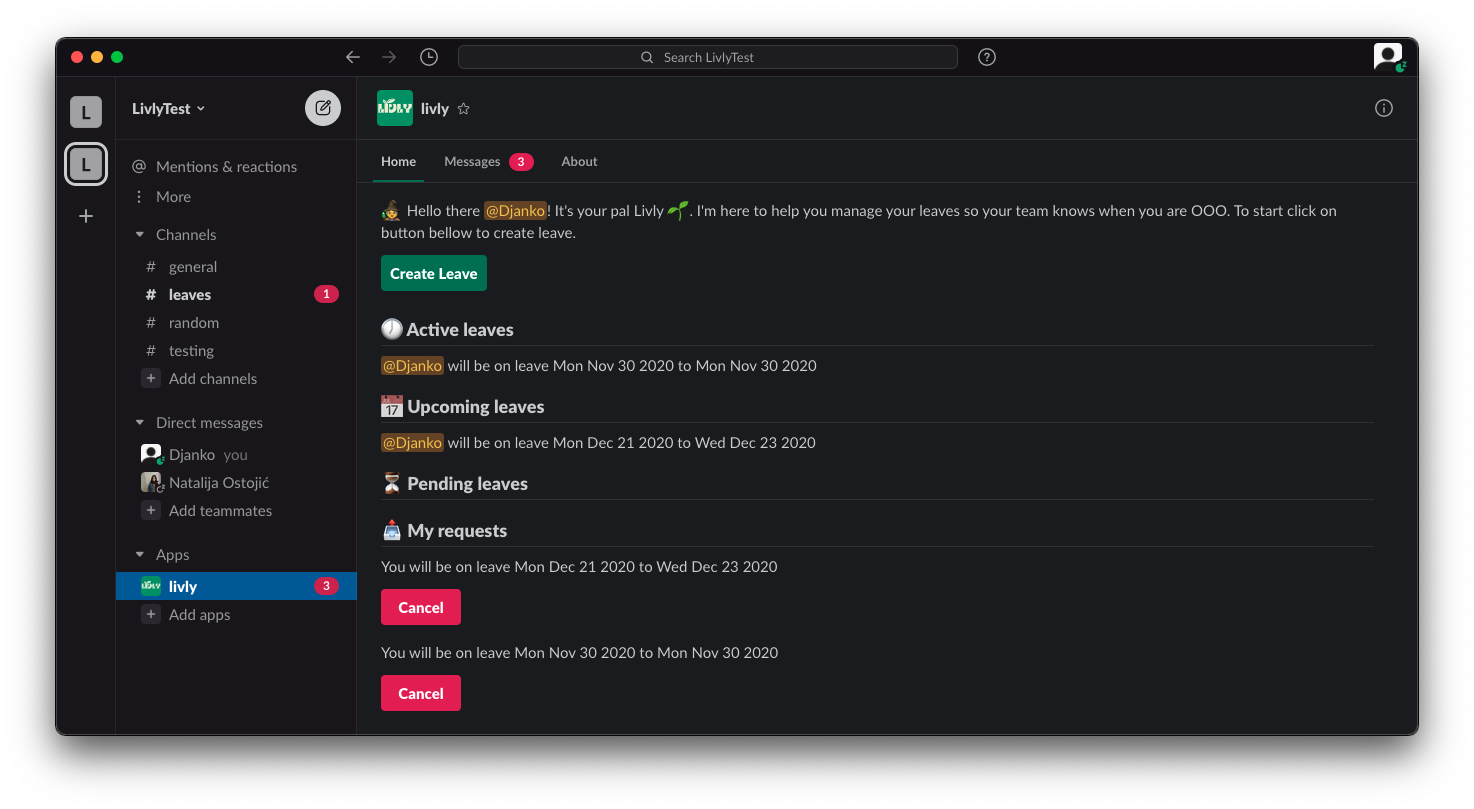 Search LivlyTest
L
L
LivlyTest
Mentions & reactions
More
Channels
# general
# leaves 1
# random
# testing
+ Add channels
Direct messages
Djanko you
Natalija Ostojić
+ Add teammates
Apps
LIVLY livly 3
+ Add apps
LIVLY livly
Home Messages 3 About
Hello there @Djanko! It's your pal Livly. I'm here to help you manage your leaves so your team knows when you are OOO. To start click on
button bellow to create leave.
Create Leave
Active leaves
@Djanko will be on leave Mon Nov 30 2020 to Mon Nov 30 2020
17 Upcoming leaves
@Djanko will be on leave Mon Dec 21 2020 to Wed Dec 23 2020
Pending leaves
My requests
You will be on leave Mon Dec 21 2020 to Wed Dec 23 2020
Cancel
You will be on leave Mon Nov 30 2020 to Mon Nov 30 2020
Cancel